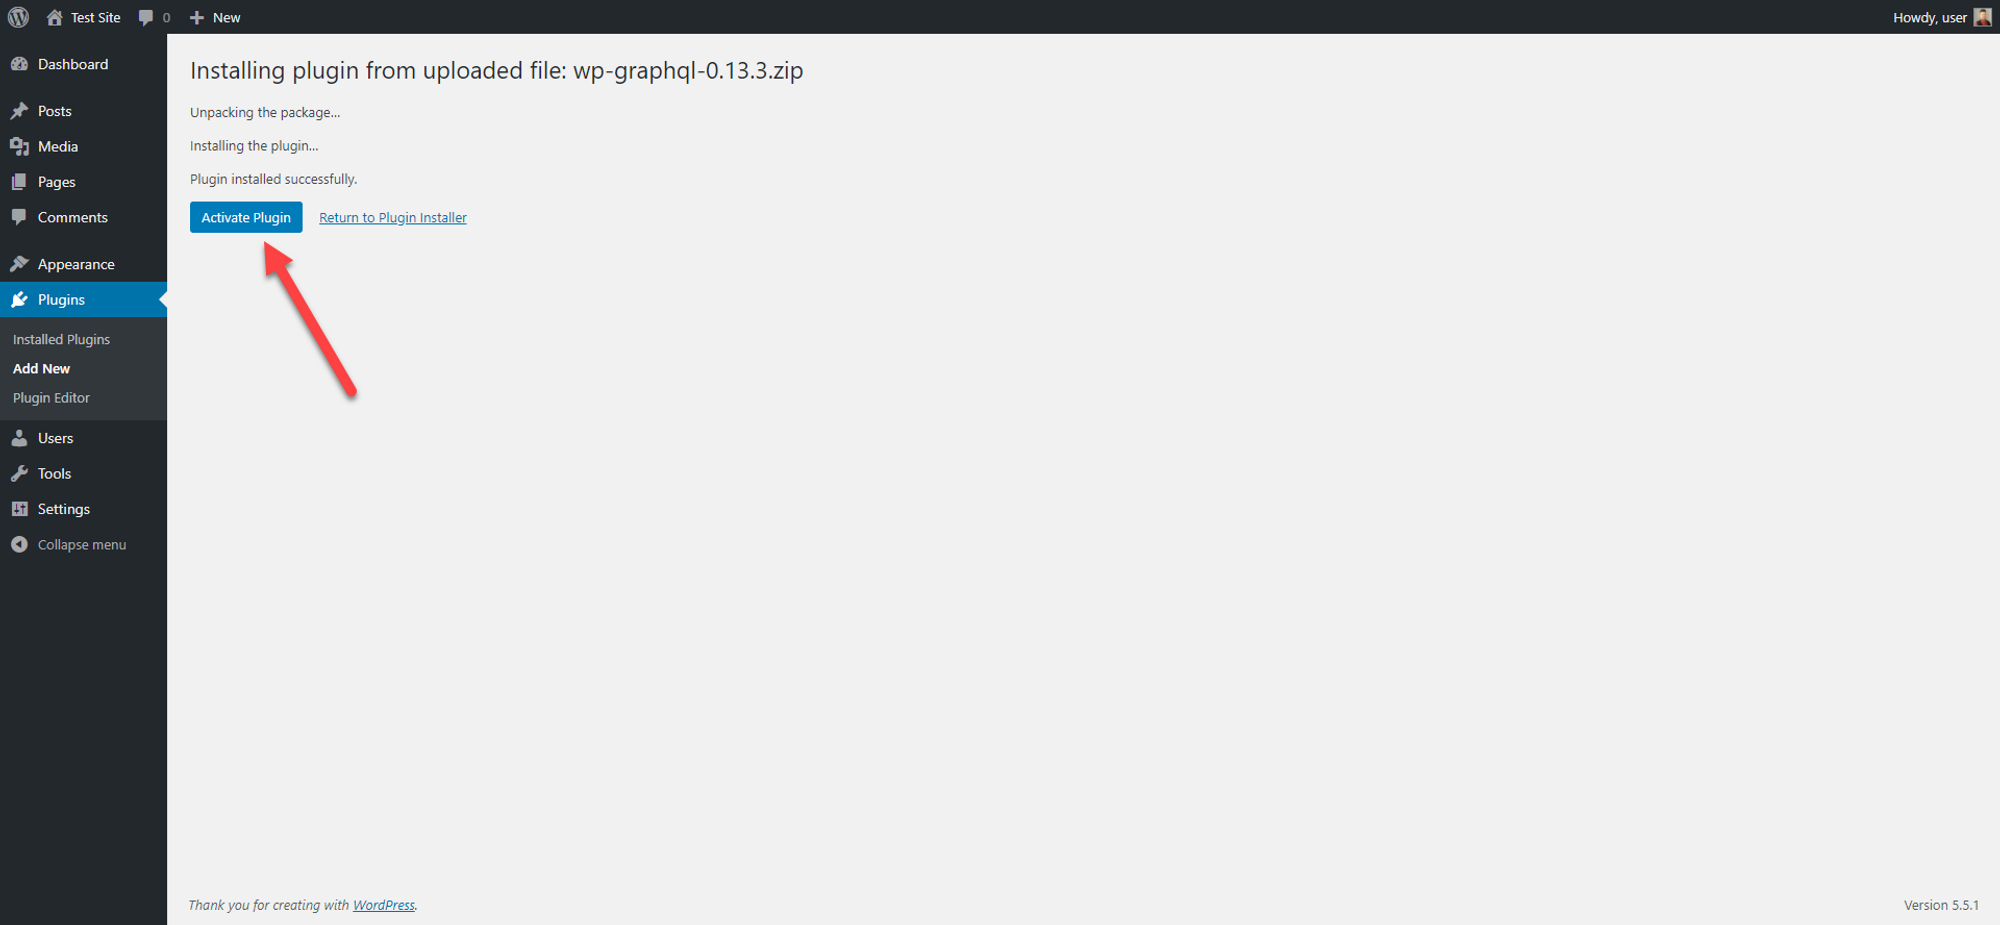 Test Site 0 New Howdy, user
Dashboard
Posts
Media
Pages
Comments
Appearance
Plugins
Installed Plugins
Add New
Plugin Editor
Users
Tools
Settings
Collapse menu
Installing plugin from uploaded file: wp-graphql-0.13.3.zip
Unpacking the package...
Installing the plugin...
Plugin installed successfully.
Activate Plugin Return to Plugin Installer
Thank you for creating with WordPress. Version 5.5.1